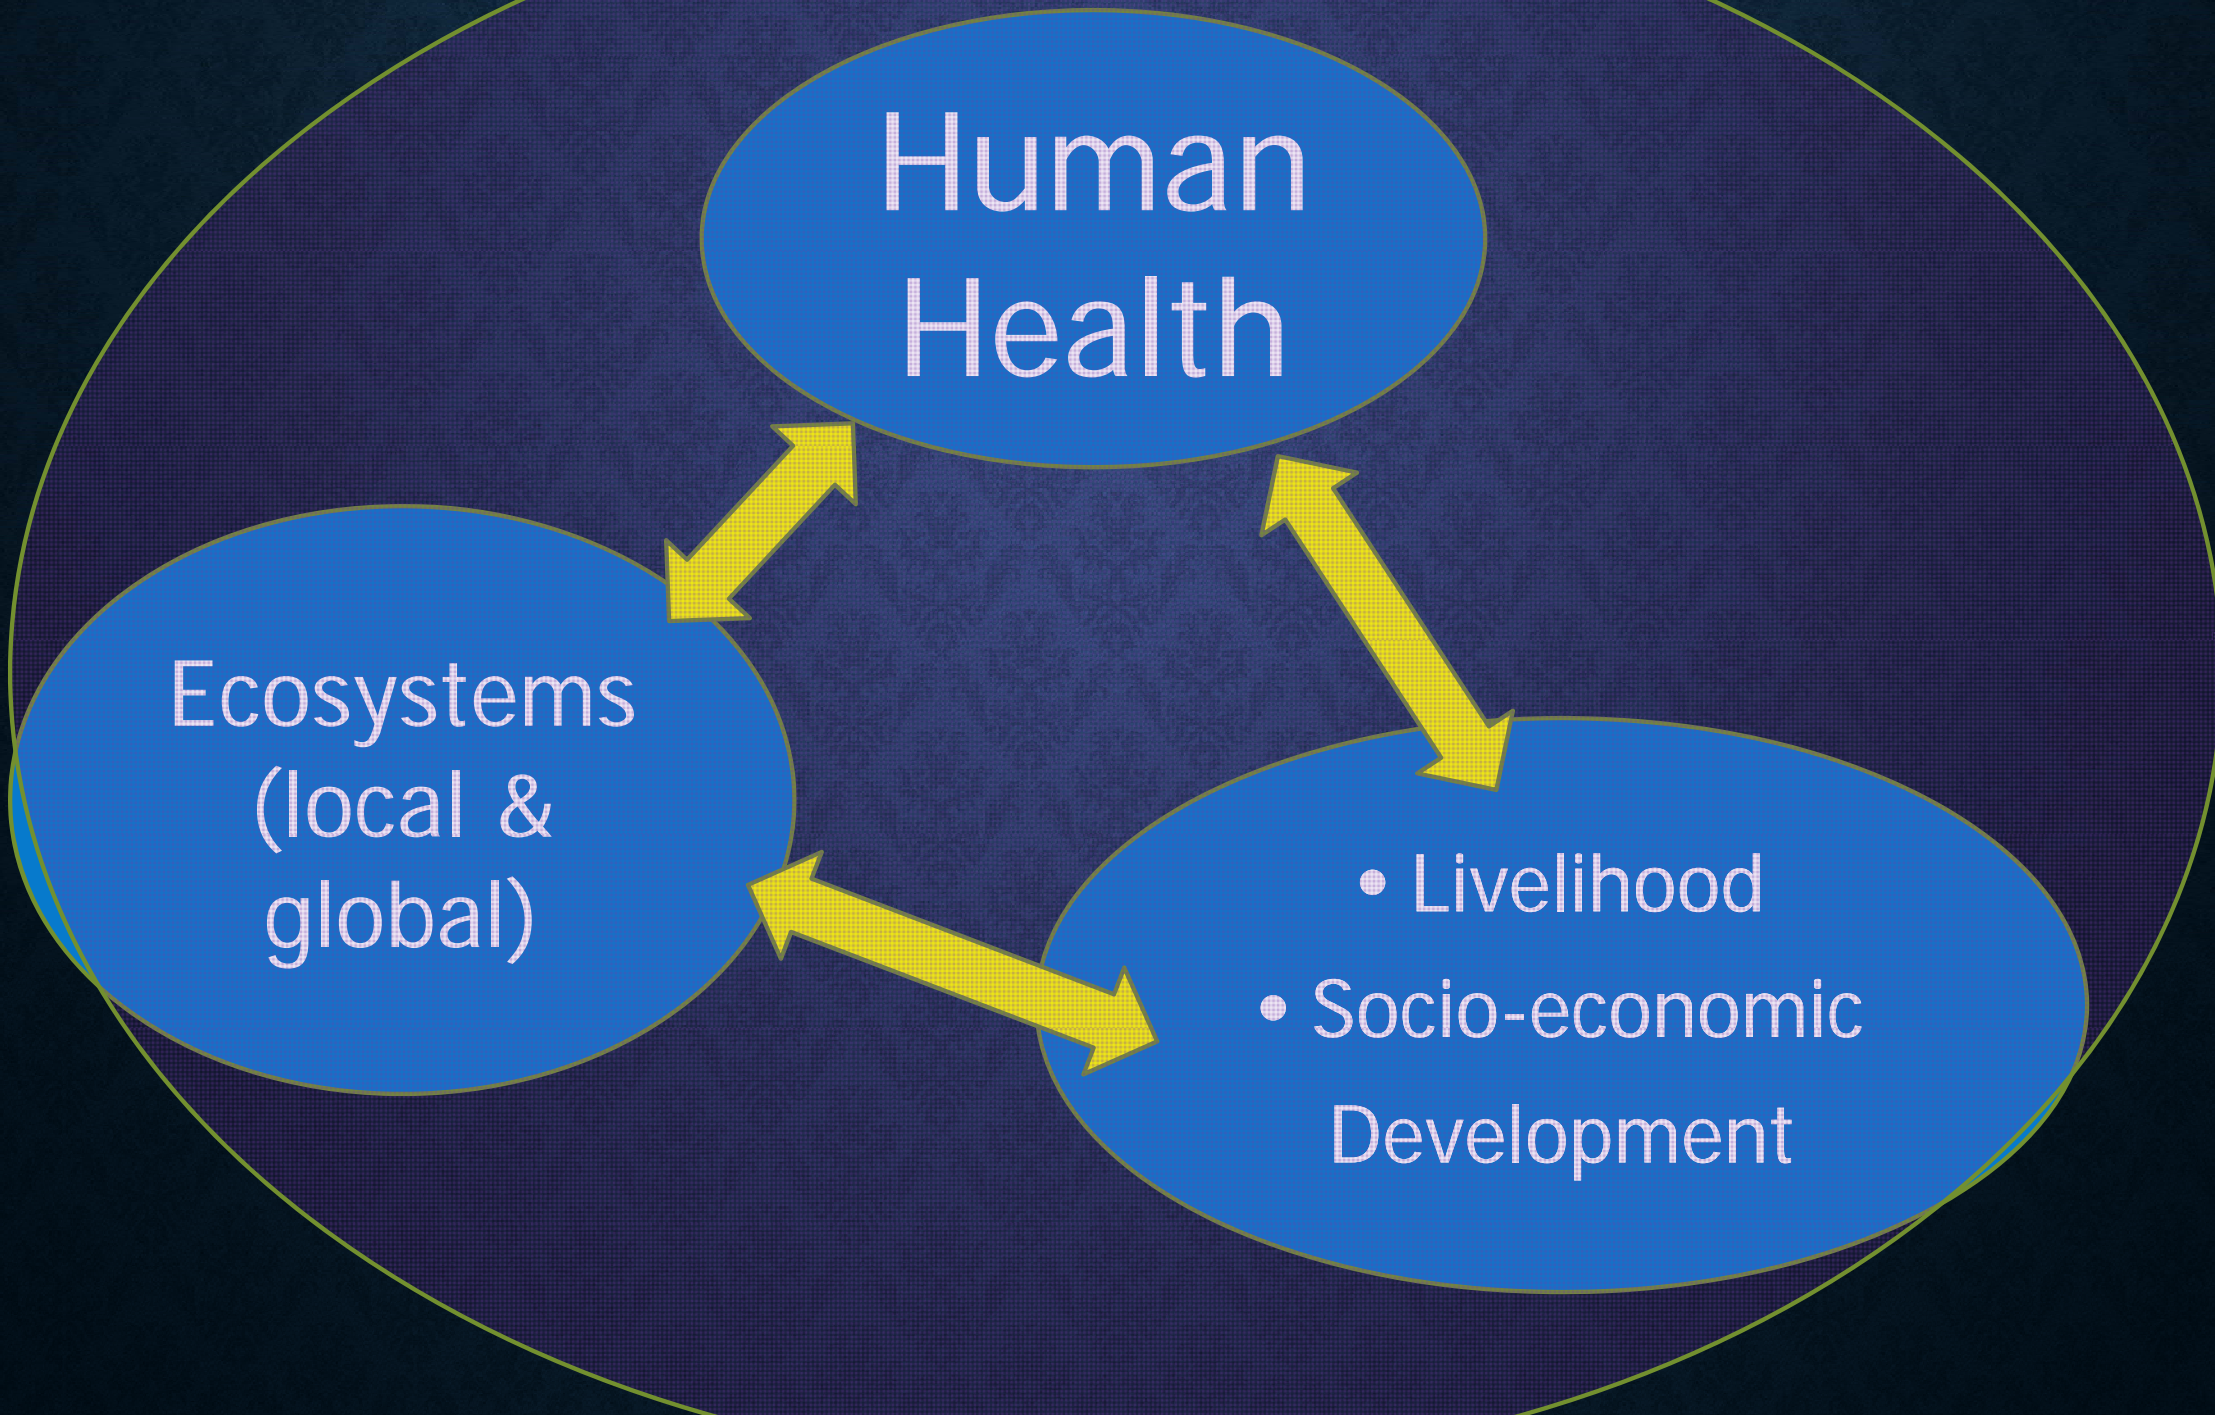 Human
Health
Ecosystems
(local &
global)
• Livelihood
• Socio-economic
Development